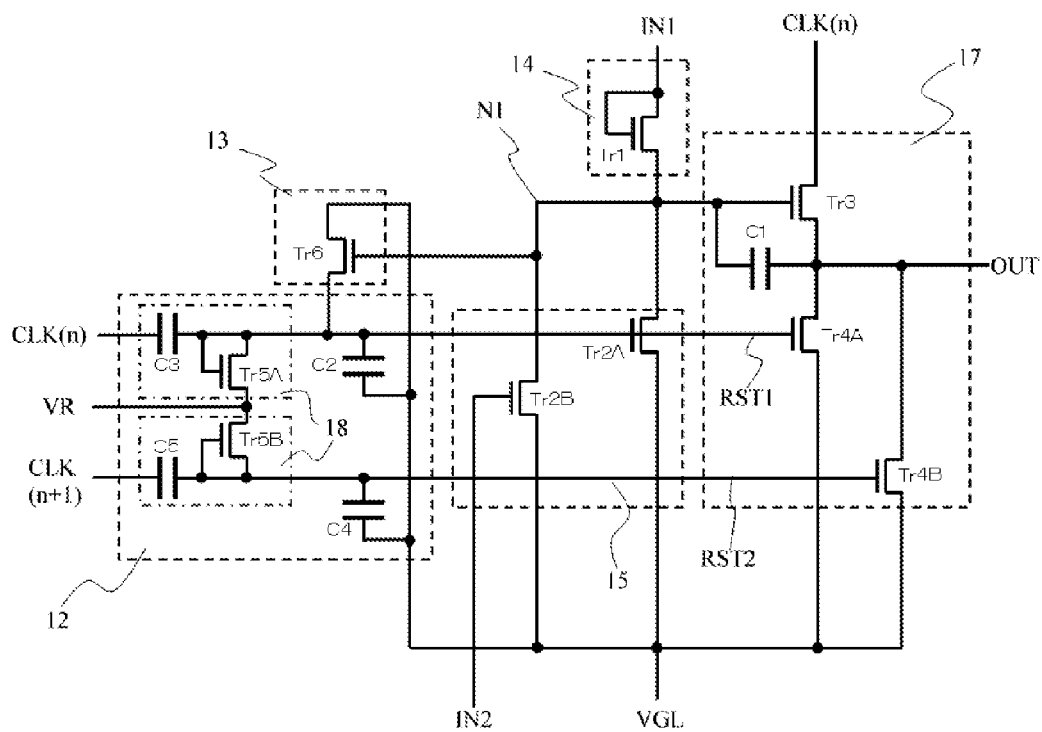 IN1
CLK(n)
14
17
N1
13
Tr1
Tr3
Tr6
C1
OUT
CLK(n)
C3
Tr5A
C2
Tr2A
Tr4A
RST1
VR
18
Tr2B
C5
Tr5B
CLK
(n+1)
C4
Tr4B
RST2
15
12
IN2
VGL